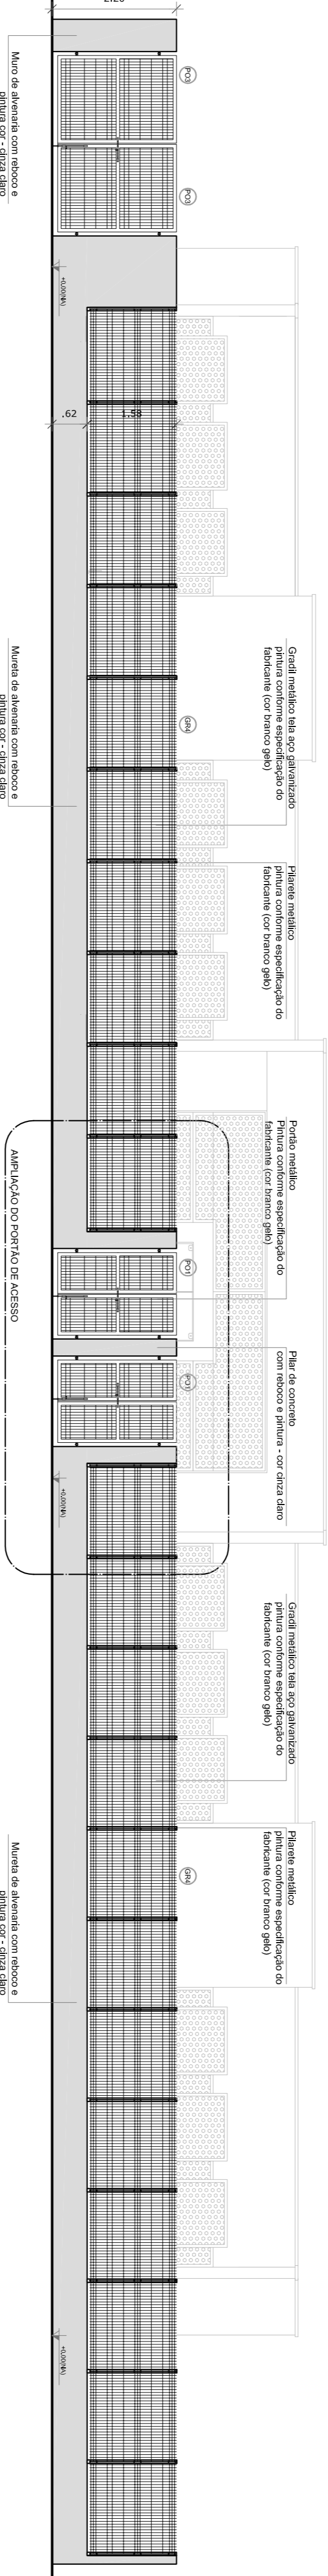 2.20
Muro de alvenaria com reboco e
pintura cor - cinza claro
PO3
PO3
+0,00(NA)
.62
1.58
Mureta de alvenaria com reboco e
pintura cor - cinza claro
Gradil metálico tela aço galvanizado
pintura conforme especificação do
fabricante (cor branco gelo)
GR4
Pilarete metálico
pintura conforme especificação do
fabricante (cor branco gelo)
Portão metálico
Pintura conforme especificação do
fabricante (cor branco gelo)
PO1
AMPLIAÇÃO DO PORTÃO DE ACESSO
Pilar de concreto
com reboco e pintura - cor cinza claro
PO1
+0,00(NA)
Gradil metálico tela aço galvanizado
pintura conforme especificação do
fabricante (cor branco gelo)
Pilarete metálico
pintura conforme especificação do
fabricante (cor branco gelo)
GR4
Mureta de alvenaria com reboco e
pintura cor - cinza claro
+0,00(NA)